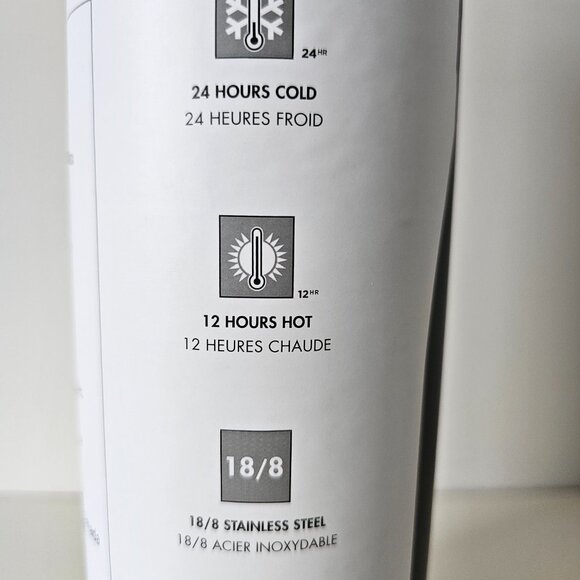 24HR
24 HOURS COLD
24 HEURES FROID
12HR
12 HOURS HOT
12 HEURES CHAUDE
18/8
18/8 STAINLESS STEEL
18/8 ACIER INOXYDABLE